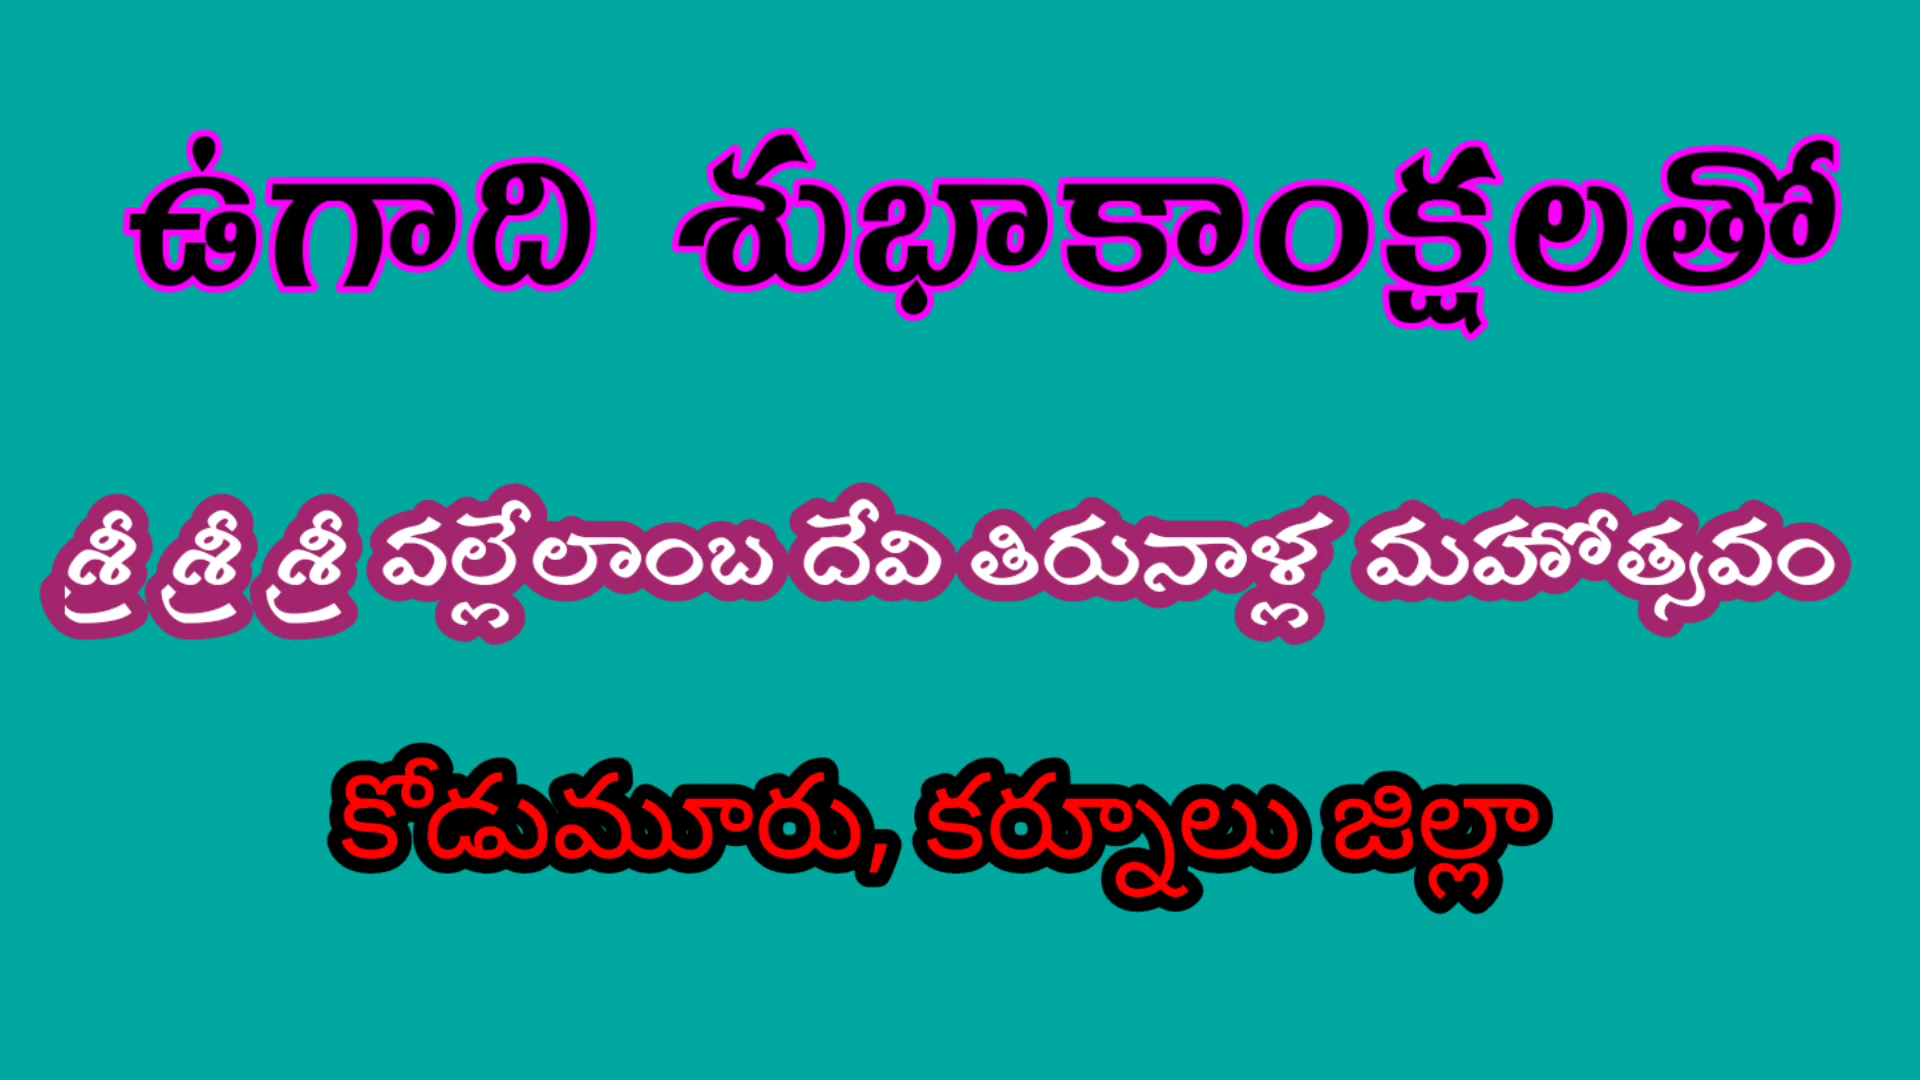 ఉగాది శుభాకాంక్షలతో
శ్రీ శ్రీ శ్రీ వల్లేలాంబ దేవి తిరునాళ్ల మహోత్సవం
కోడుమూరు, కర్నూలు జిల్లా